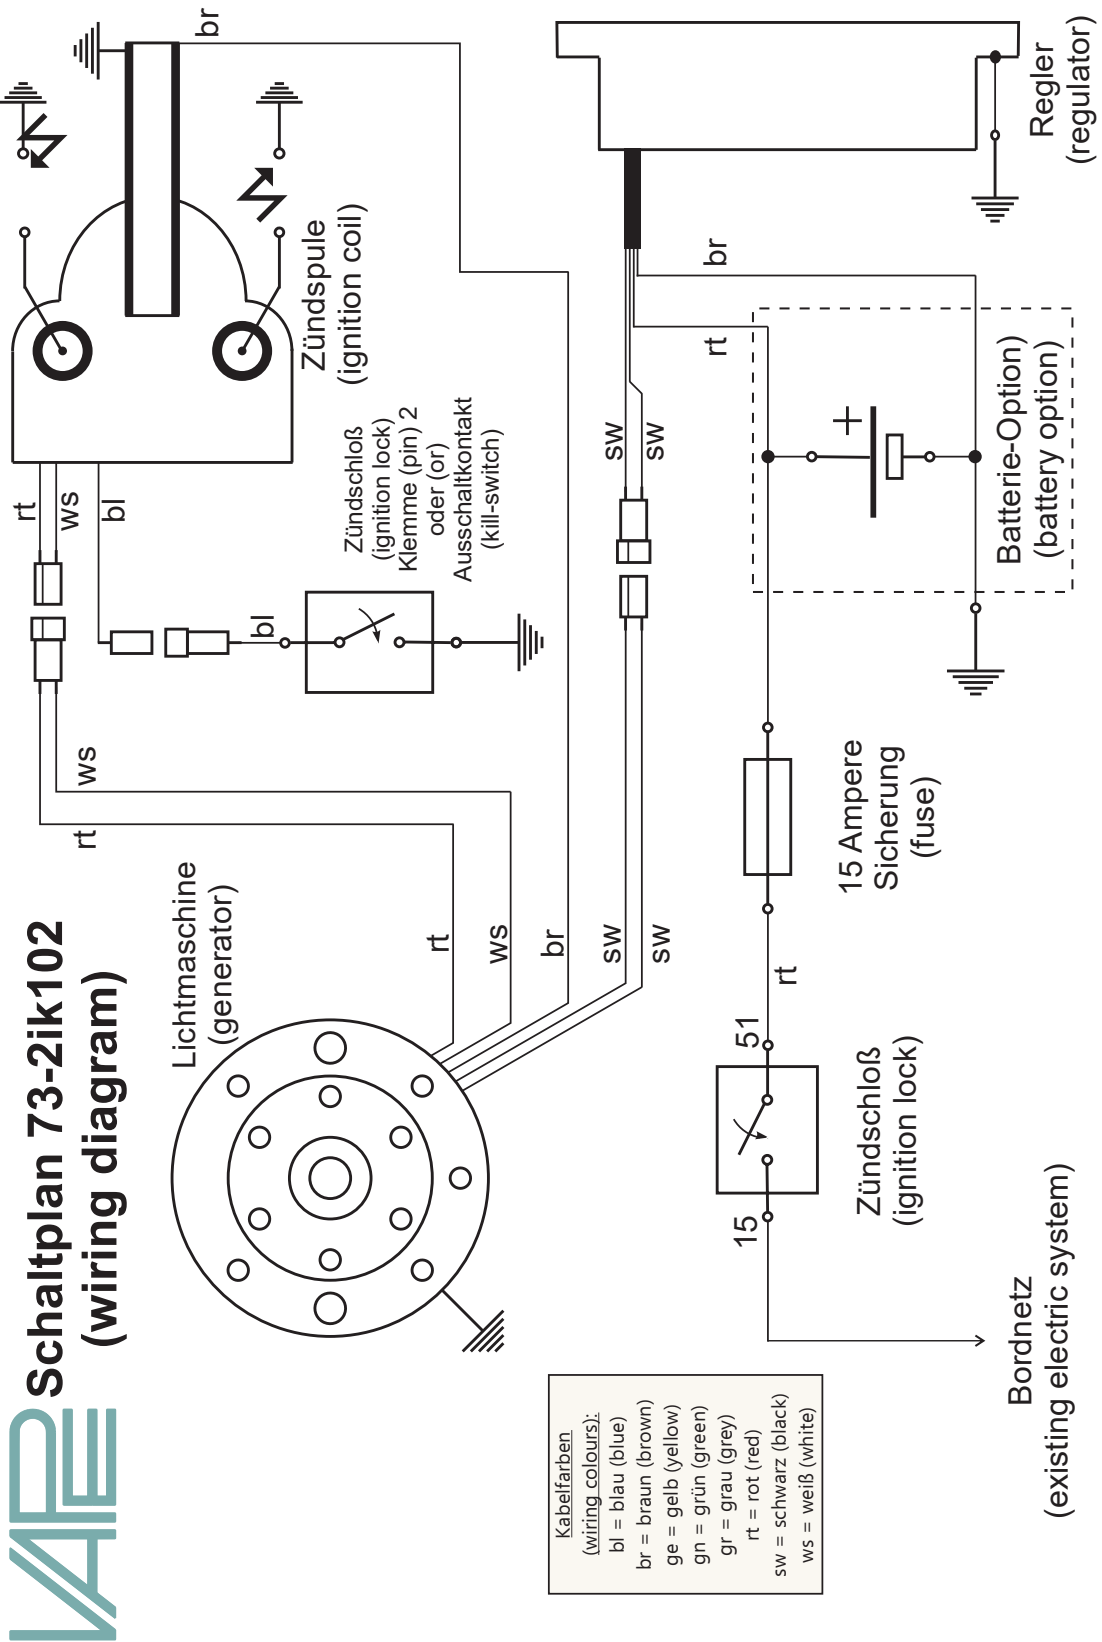 VAPE
Schaltplan 73-2ik102
(wiring diagram)
Lichtmaschine
(generator)
rt
ws
br
sw
sw
rt
ws
rt
ws
bl
bl
br
Zündspule
(ignition coil)
Zündschloß
(ignition lock)
Klemme (pin) 2
oder (or)
Ausschaltkontakt
(kill-switch)
sw
sw
rt
br
Regler
(regulator)
+
Batterie-Option)
(battery option)
15 Ampere
Sicherung
(fuse)
rt
51
15
Zündschloß
(ignition lock)
Bordnetz
(existing electric system)
Kabelfarben
(wiring colours):
bl = blau (blue)
br = braun (brown)
ge = gelb (yellow)
gn = grün (green)
gr = grau (grey)
rt = rot (red)
sw = schwarz (black)
ws = weiß (white)